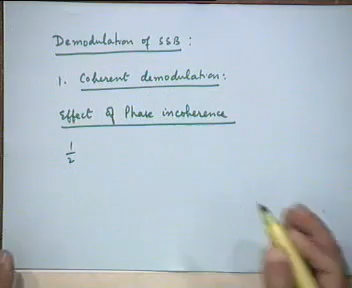 Demodulation of SSB :
1. Coherent demodulation :
Effect of Phase incoherence
1/2